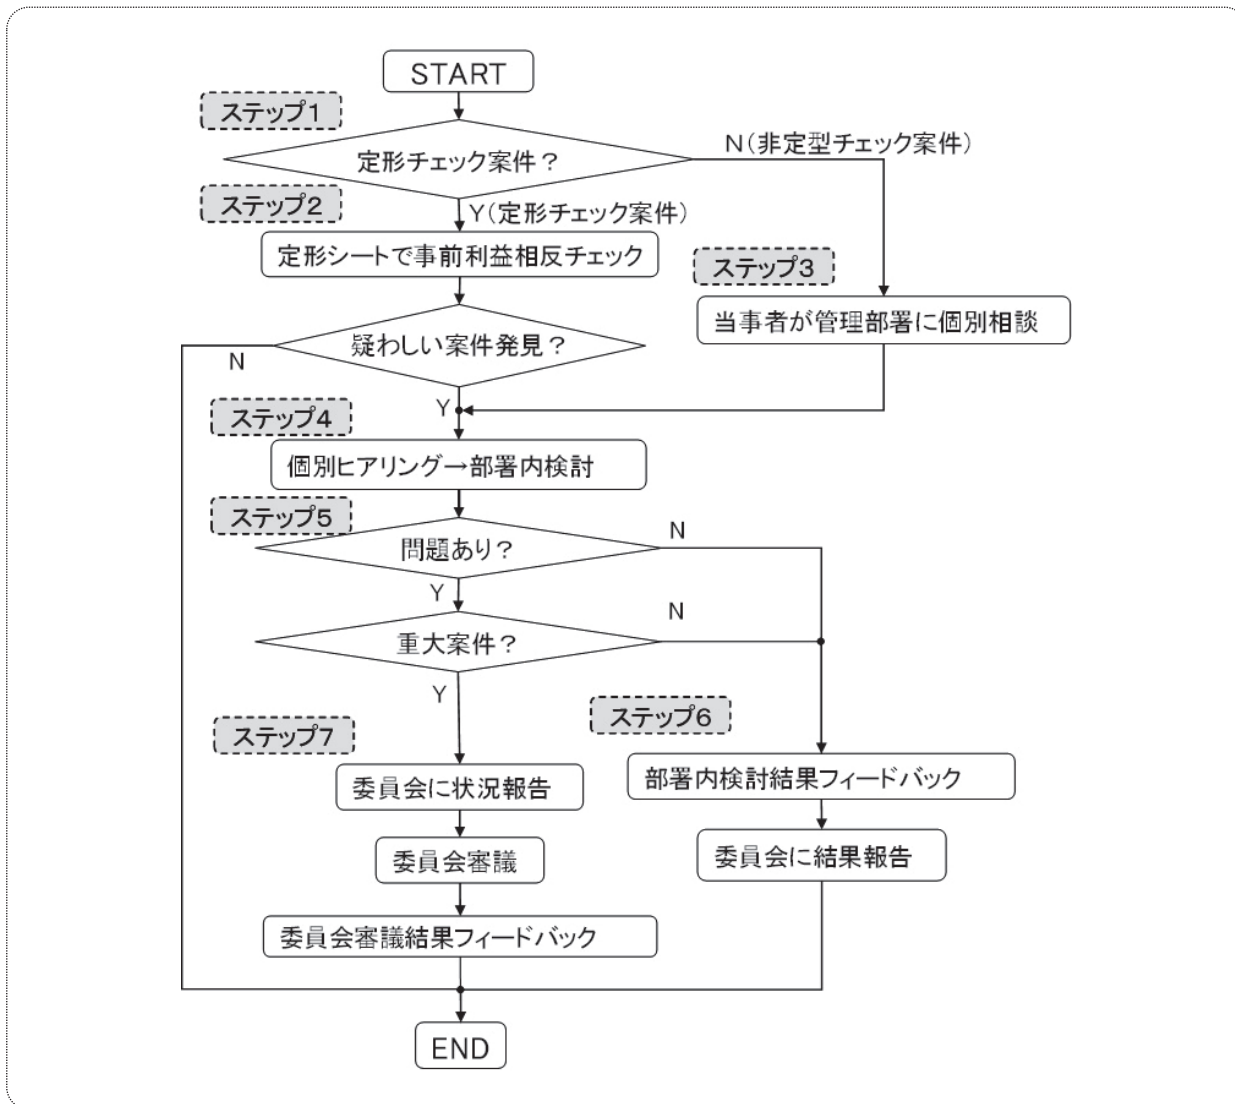 START
ステップ1
定形チェック案件？
N（非定型チェック案件）
ステップ2
Y（定形チェック案件）
定形シートで事前利益相反チェック
ステップ3
当事者が管理部署に個別相談
疑わしい案件発見？
N
Y
ステップ4
個別ヒアリング→部署内検討
ステップ5
問題あり？
N
Y
重大案件？
N
Y
ステップ6
ステップ7
部署内検討結果フィードバック
委員会に状況報告
委員会に結果報告
委員会審議
委員会審議結果フィードバック
END